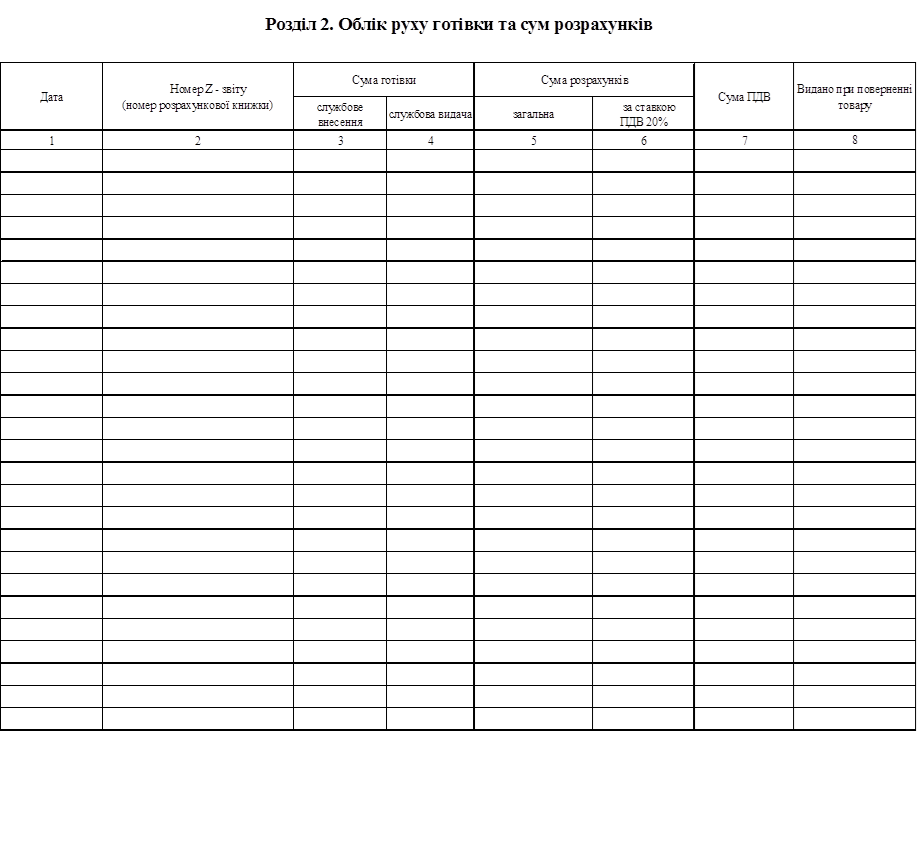 Розділ 2. Облік руху готівки та сум розрахунків
Дата
Номер Z - звіту
(номер розрахункової книжки)
Сума готівки
службове
внесення
службова видача
Сума розрахунків
загальна
за ставкою
ПДВ 20%
Сума ПДВ
Видано при поверненні
товару
1 2 3 4 5 6 7 8